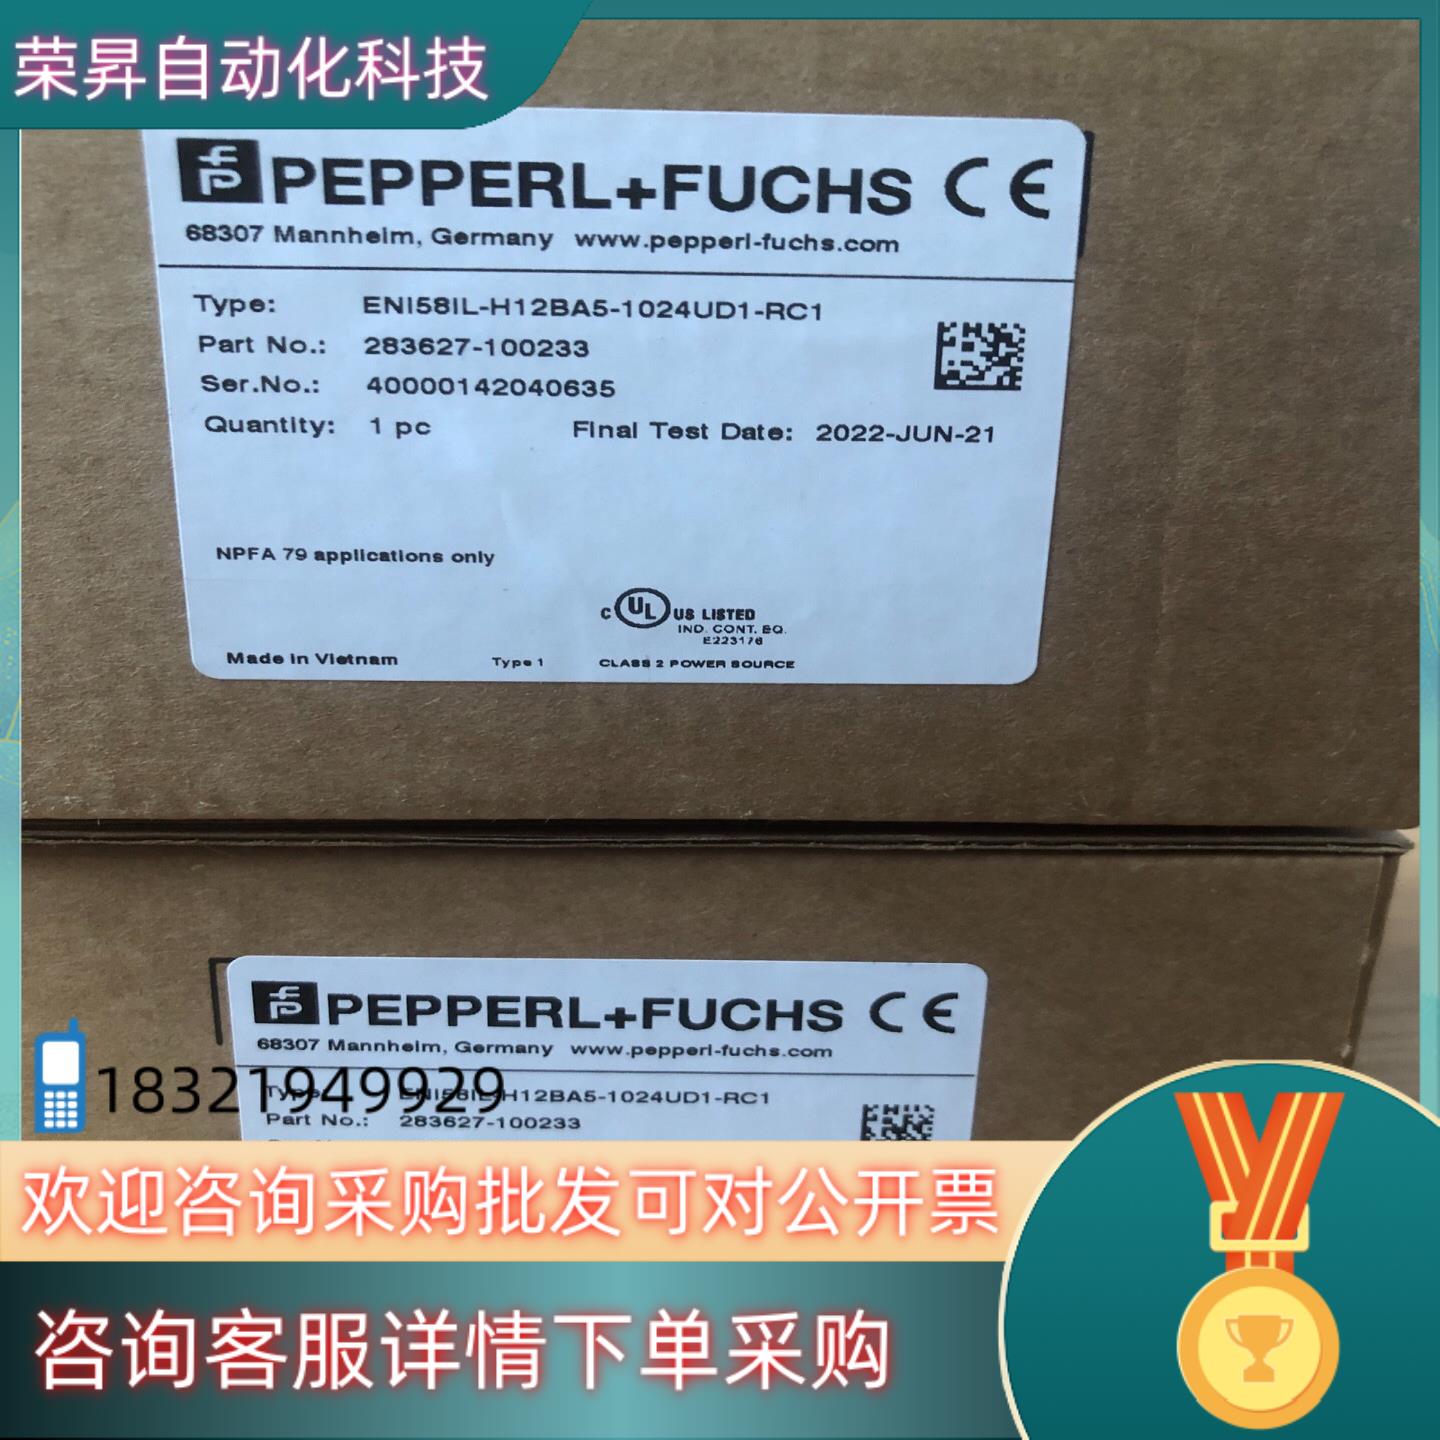 荣昇自动化科技
PEPPERL+FUCHS CE
68307 Mannheim, Germany www.pepperl-fuchs.com
Type: ENI58IL-H12BA5-1024UD1-RC1
Part No.: 283627-100233
Ser.No.: 40000142040635
Quantity: 1 pc Final Test Date: 2022-JUN-21
NPFA 79 applications only
C UL US LISTED
IND. CONT. EQ.
E223176
Made in Vietnam Type 1 CLASS 2 POWER SOURCE
PEPPERL+FUCHS CE
68307 Mannheim, Germany www.pepperl-fuchs.com
Type: ENI58IL-H12BA5-1024UD1-RC1
18321949929
Part No.: 283627-100233
欢迎咨询采购批发可对公开票
咨询客服详情下单采购